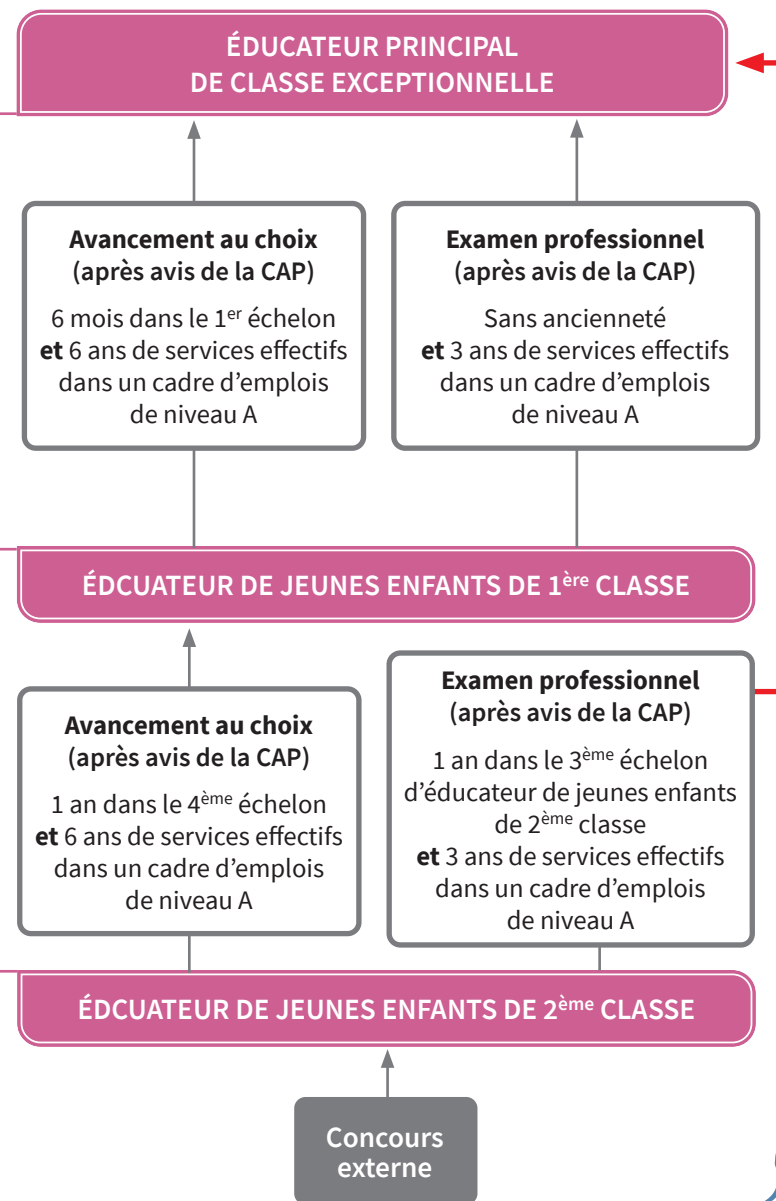 ÉDUCATEUR PRINCIPAL
DE CLASSE EXCEPTIONNELLE
Avancement au choix
(après avis de la CAP)
6 mois dans le 1er échelon
et 6 ans de services effectifs
dans un cadre d’emplois
de niveau A
Examen professionnel
(après avis de la CAP)
Sans ancienneté
et 3 ans de services effectifs
dans un cadre d’emplois
de niveau A
ÉDCUATEUR DE JEUNES ENFANTS DE 1ère CLASSE
Avancement au choix
(après avis de la CAP)
1 an dans le 4ème échelon
et 6 ans de services effectifs
dans un cadre d’emplois
de niveau A
Examen professionnel
(après avis de la CAP)
1 an dans le 3ème échelon
d’éducateur de jeunes enfants
de 2ème classe
et 3 ans de services effectifs
dans un cadre d’emplois
de niveau A
ÉDCUATEUR DE JEUNES ENFANTS DE 2ème CLASSE
Concours
externe